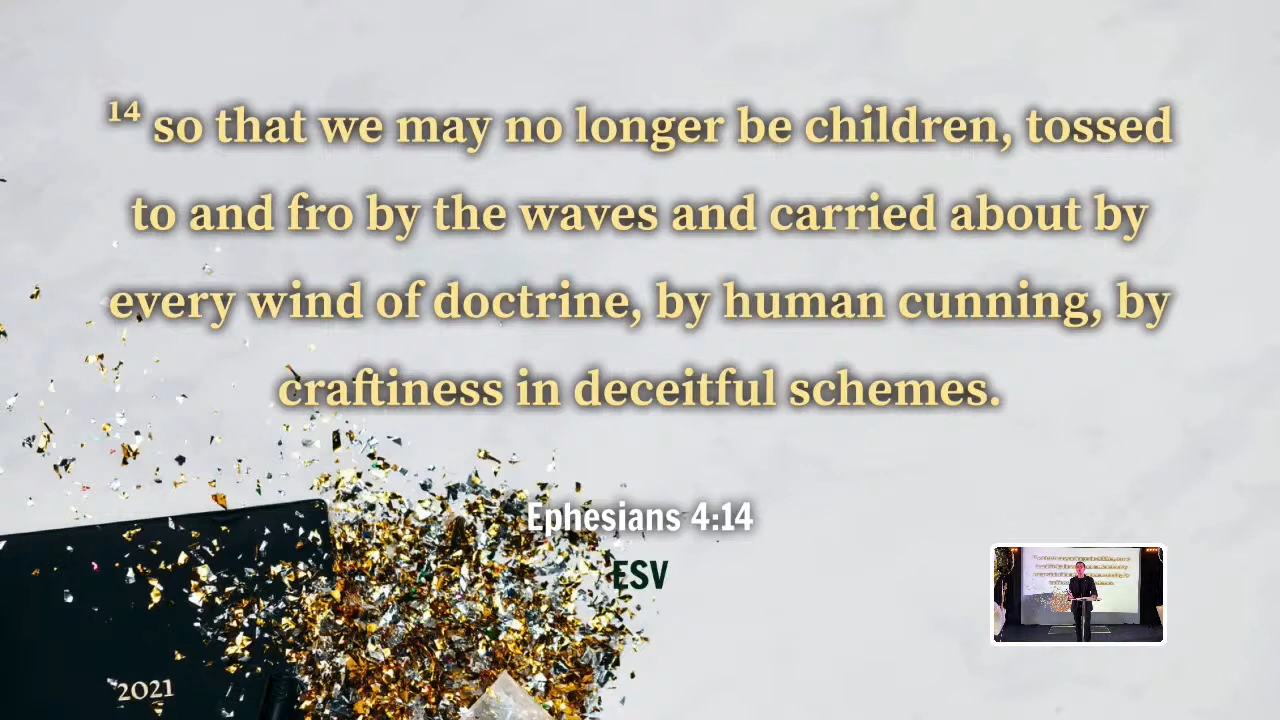 14 so that we may no longer be children, tossed
to and fro by the waves and carried about by
every wind of doctrine, by human cunning, by
craftiness in deceitful schemes.
Ephesians 4:14
ESV
2021